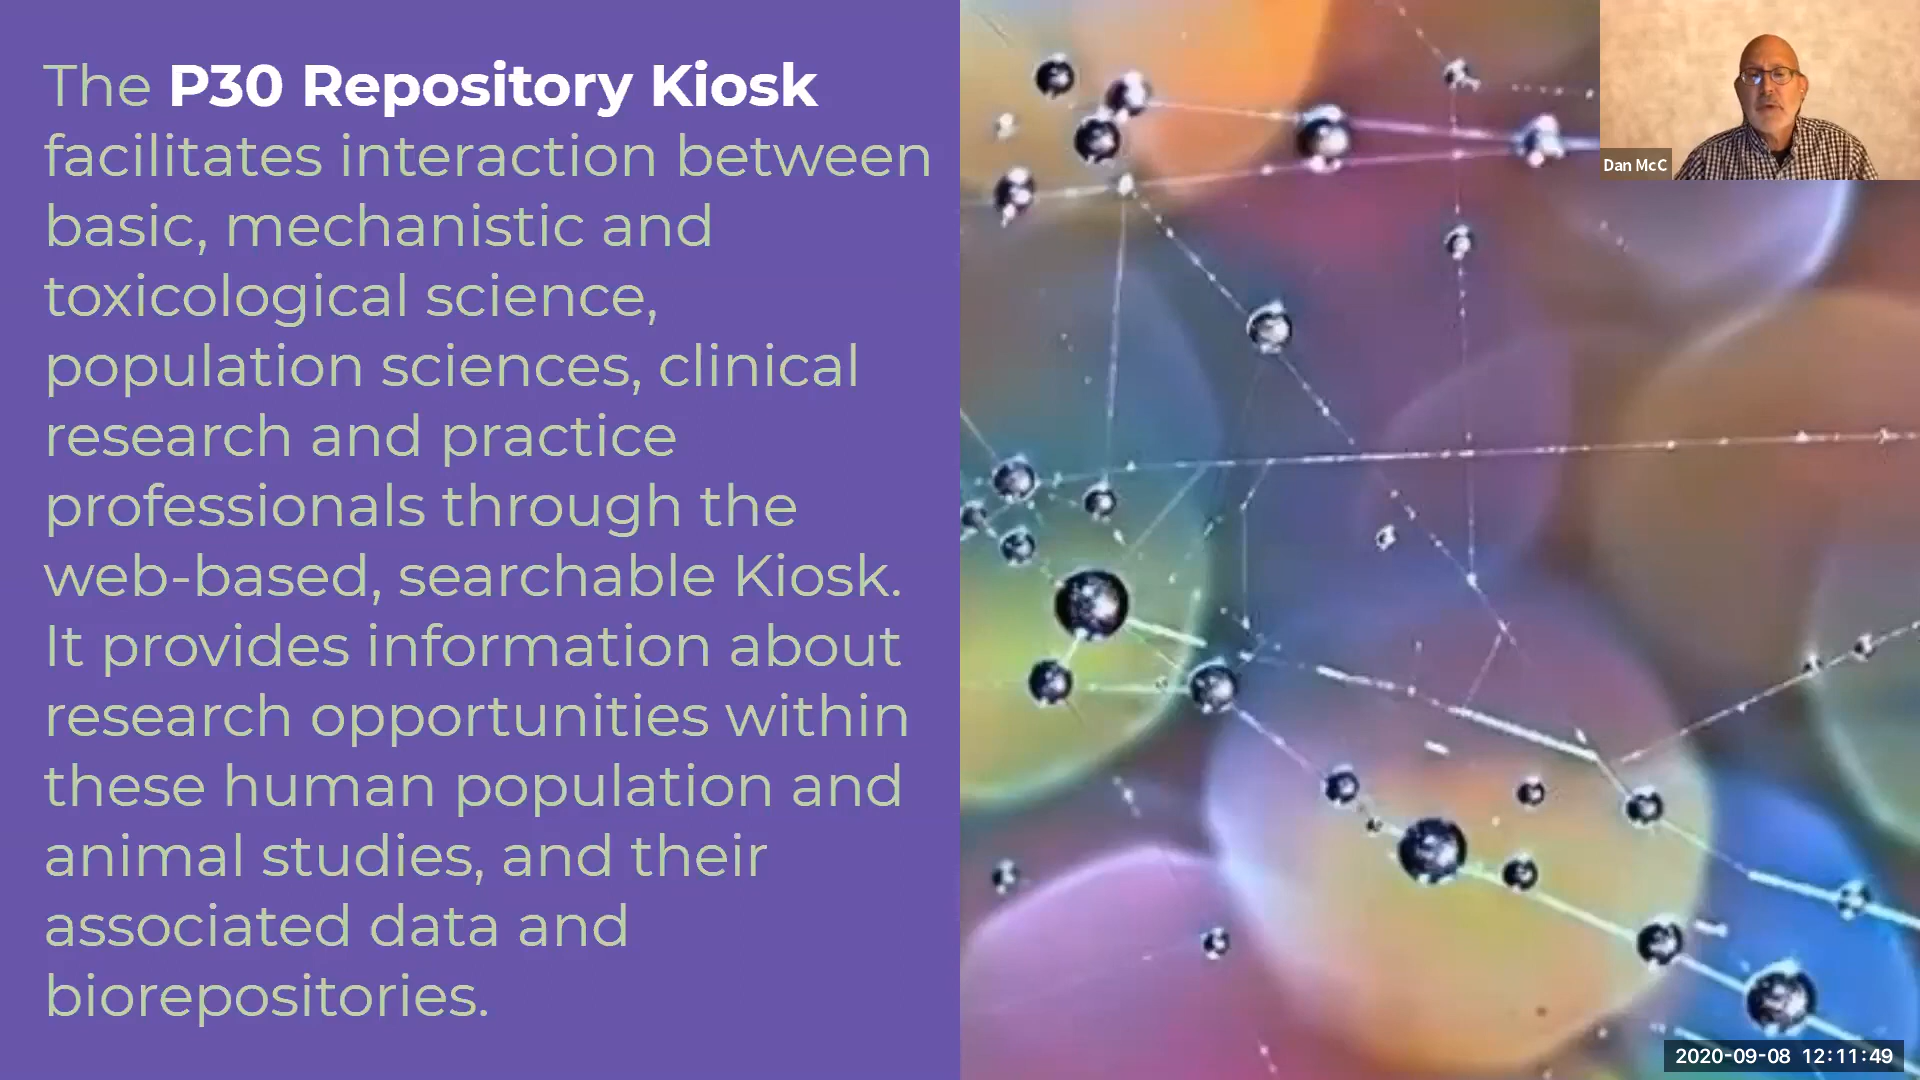 The P30 Repository Kiosk
facilitates interaction between
basic, mechanistic and
toxicological science,
population sciences, clinical
research and practice
professionals through the
web-based, searchable Kiosk.
It provides information about
research opportunities within
these human population and
animal studies, and their
associated data and
biorepositories.
Dan McC
2020-09-08 12:11:49